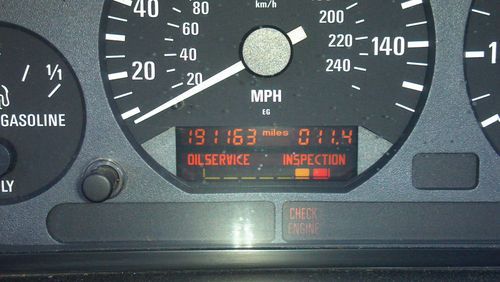 40
80
60
40
20
20
km/h
MPH
EG
200
220
240
140
1/1
GASOLINE
LY
191163 miles 011.4
OILSERVICE INSPECTION
CHECK
ENGINE